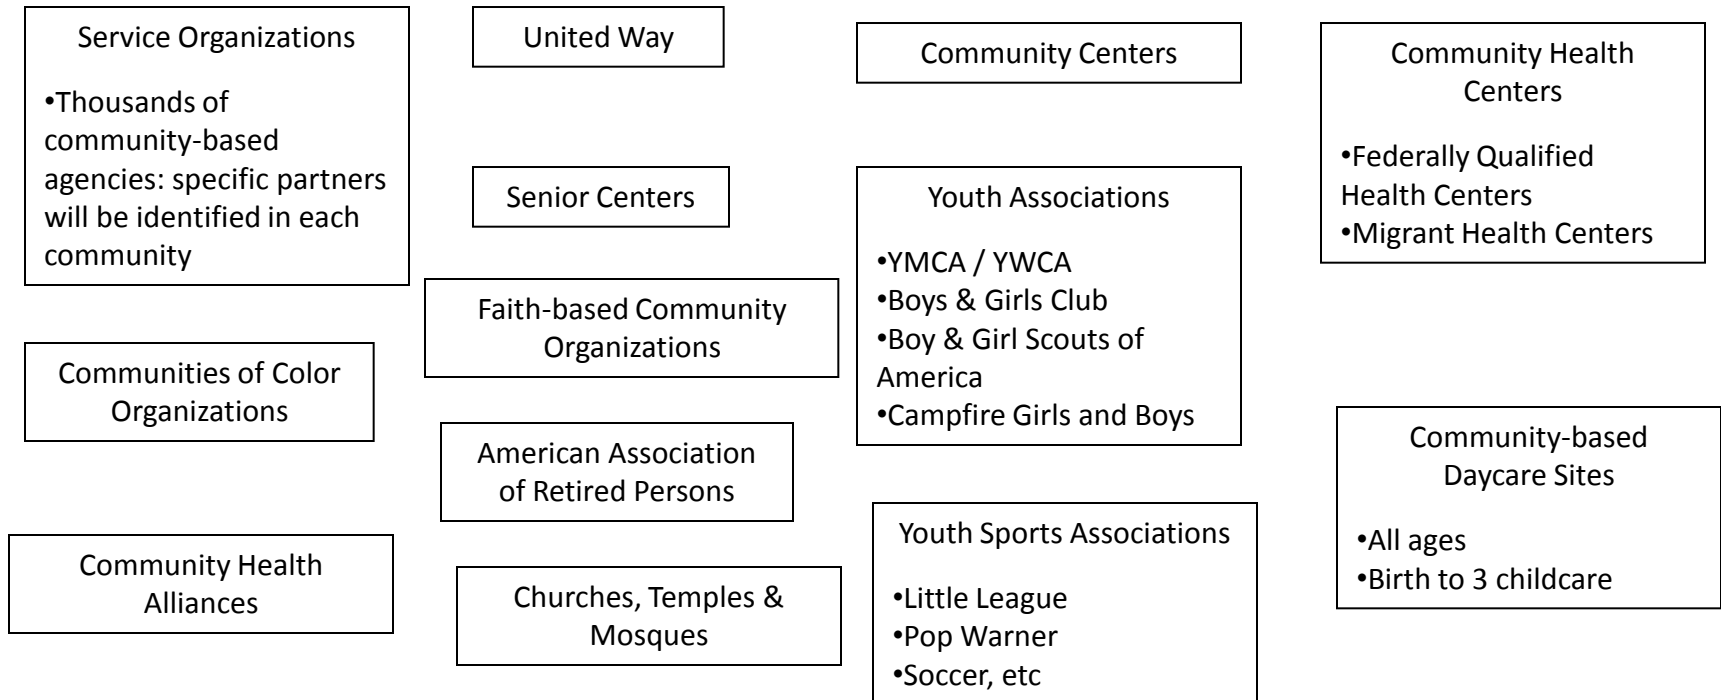 Service Organizations
•Thousands of
community-based
agencies: specific partners
will be identified in each
community
Communities of Color
Organizations
Community Health
Alliances
United Way
Senior Centers
Faith-based Community
Organizations
American Association
of Retired Persons
Churches, Temples &
Mosques
Community Centers
Youth Associations
•YMCA / YWCA
•Boys & Girls Club
•Boy & Girl Scouts of
America
•Campfire Girls and Boys
Youth Sports Associations
•Little League
•Pop Warner
•Soccer, etc
Community Health
Centers
•Federally Qualified
Health Centers
•Migrant Health Centers
Community-based
Daycare Sites
•All ages
•Birth to 3 childcare